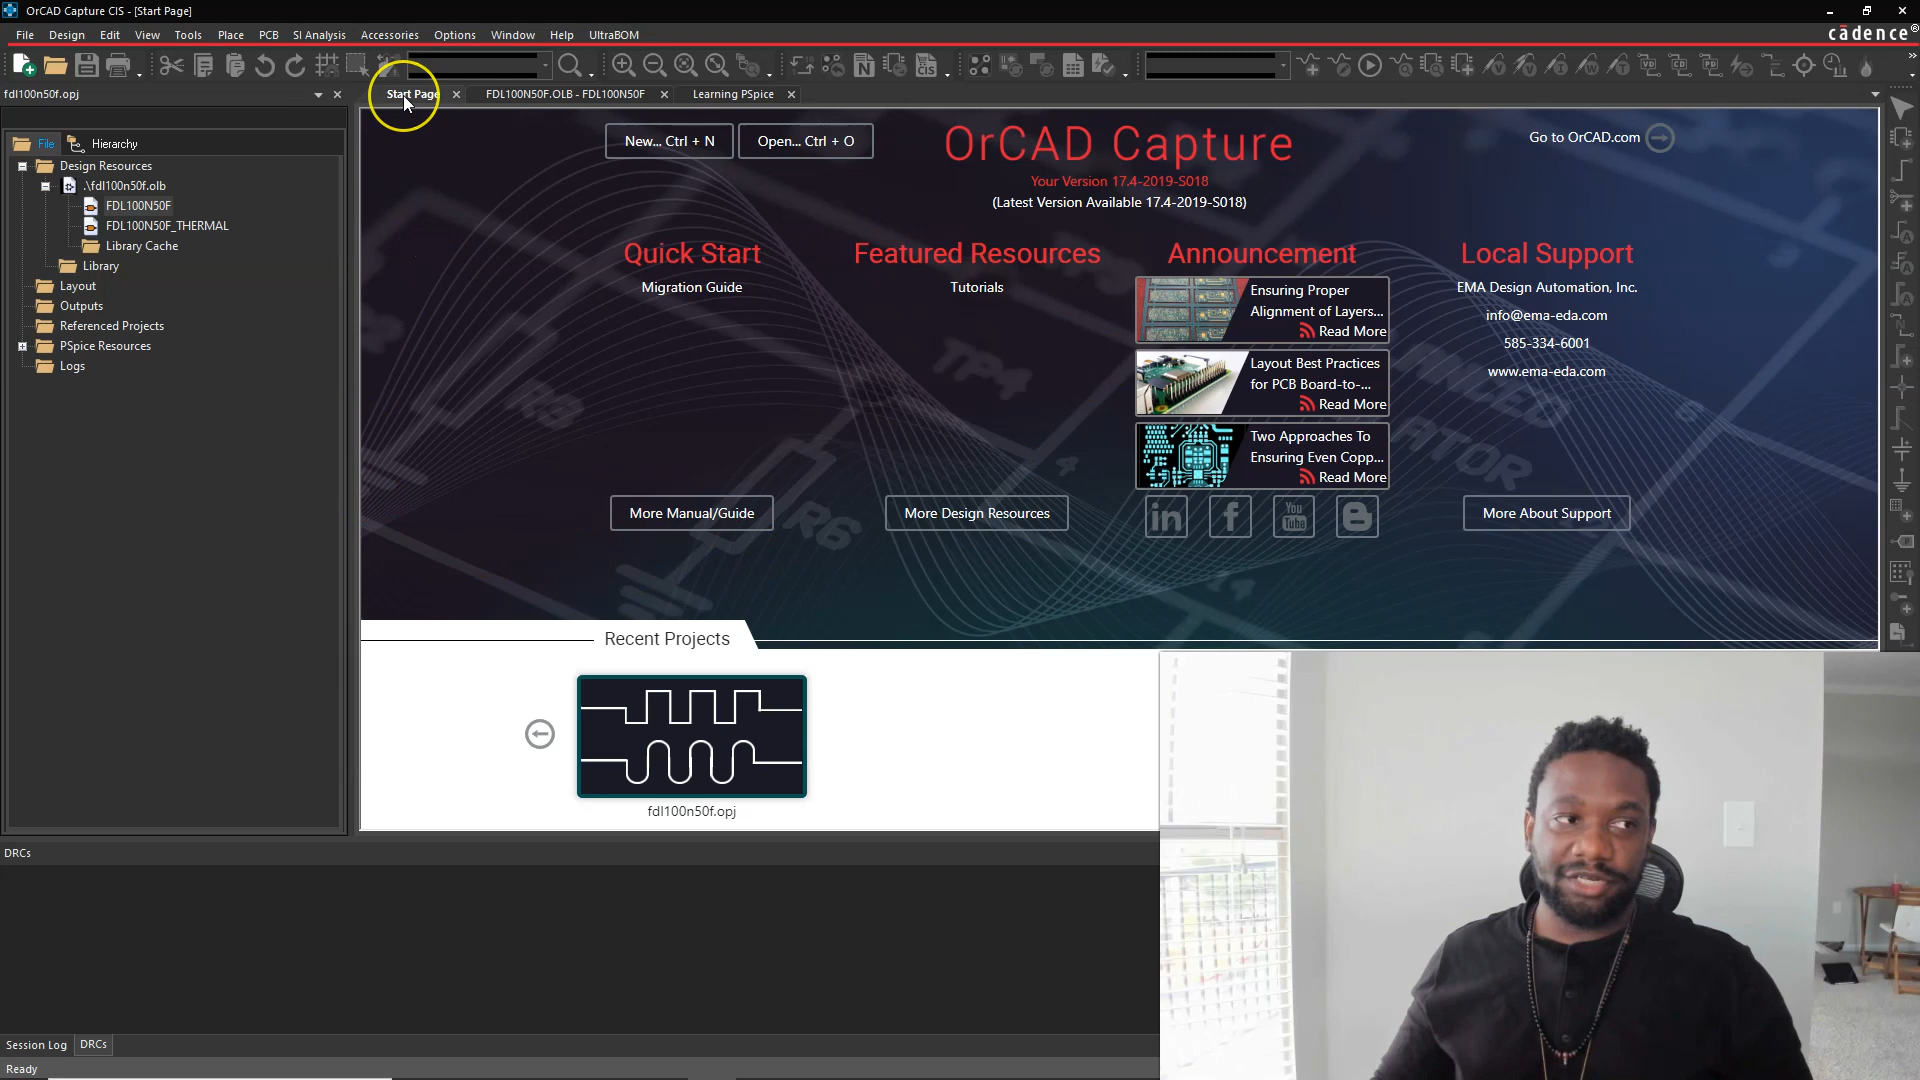 OrCAD Capture CIS - [Start Page]
File Design Edit View Tools Place PCB SI Analysis Accessories Options Window Help UltraBOM
cādence®
fdl100n50f.opj
Start Page
FDL100N50F.OLB - FDL100N50F
Learning PSpice
File
Hierarchy
Design Resources
.\fdl100n50f.olb
FDL100N50F
FDL100N50F_THERMAL
Library Cache
Library
Layout
Outputs
Referenced Projects
PSpice Resources
Logs
New... Ctrl + N
Open... Ctrl + O
OrCAD Capture
Your Version 17.4-2019-S018
(Latest Version Available 17.4-2019-S018)
Go to OrCAD.com
Quick Start
Migration Guide
More Manual/Guide
Featured Resources
Tutorials
More Design Resources
Announcement
Ensuring Proper
Alignment of Layers...
Read More
Layout Best Practices
for PCB Board-to-...
Read More
Two Approaches To
Ensuring Even Copp...
Read More
in
f
You
Tube
Local Support
EMA Design Automation, Inc.
info@ema-eda.com
585-334-6001
www.ema-eda.com
More About Support
TP4
R6
4
Recent Projects
fdl100n50f.opj
DRCs
Session Log
DRCs
Ready